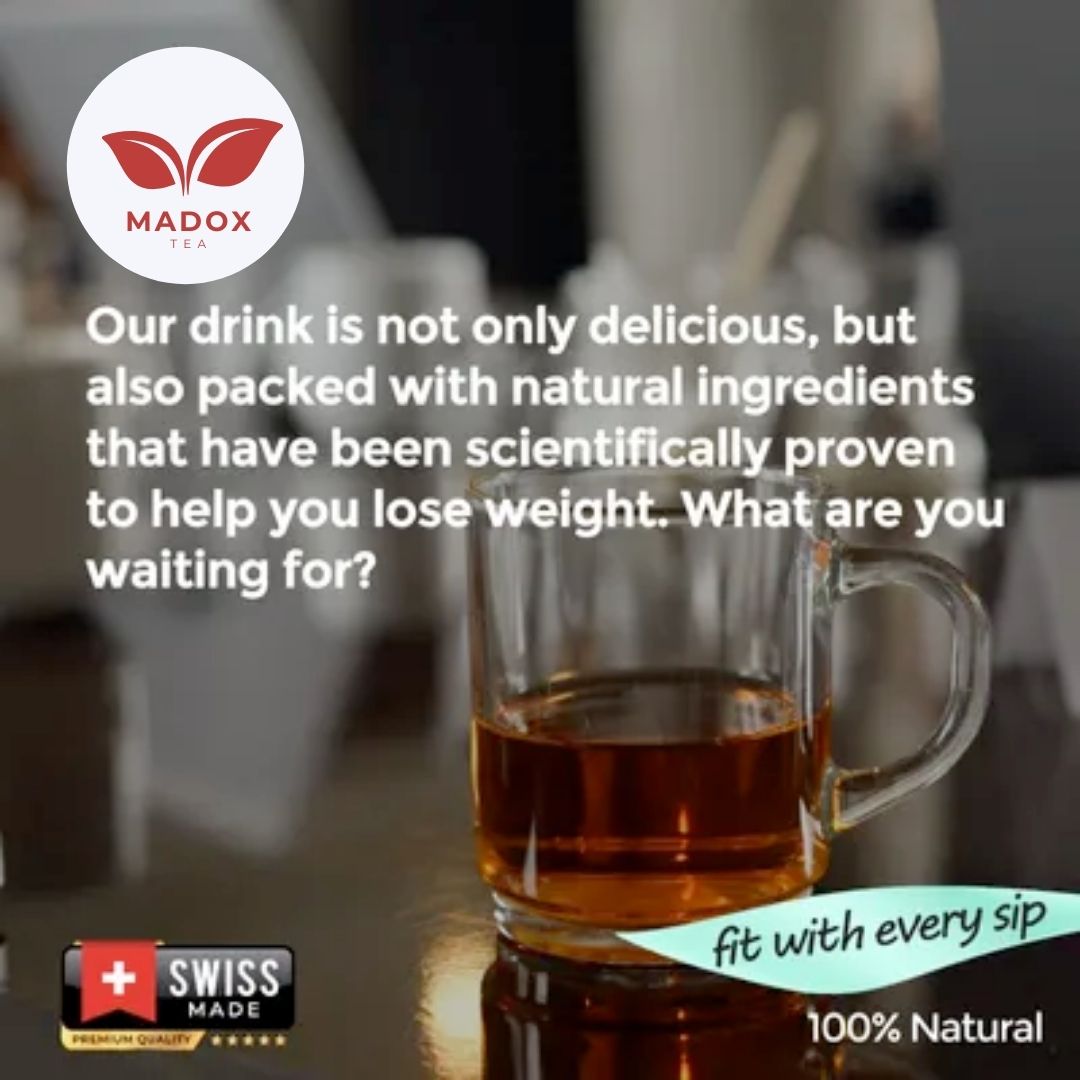 MADOX
TEA
Our drink is not only delicious, but
also packed with natural ingredients
that have been scientifically proven
to help you lose weight. What are you
waiting for?
fit with every sip
SWISS
MADE
PREMIUM QUALITY
100% Natural